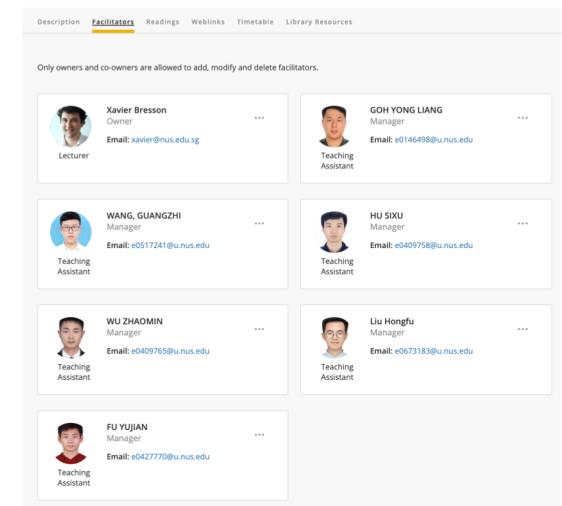 Description Facilitators Readings Weblinks Timetable Library Resources
Only owners and co-owners are allowed to add, modify and delete facilitators.
Xavier Bresson
Owner
Email: xavier@nus.edu.sg
Lecturer
GOH YONG LIANG
Manager
Email: e0146498@u.nus.edu
Teaching
Assistant
WANG, GUANGZHI
Manager
Email: e0517241@u.nus.edu
Teaching
Assistant
HU SIXU
Manager
Email: e0409758@u.nus.edu
Teaching
Assistant
WU ZHAOMIN
Manager
Email: e0409765@u.nus.edu
Teaching
Assistant
Liu Hongfu
Manager
Email: e0673183@u.nus.edu
Teaching
Assistant
FU YUJIAN
Manager
Email: e0427770@u.nus.edu
Teaching
Assistant